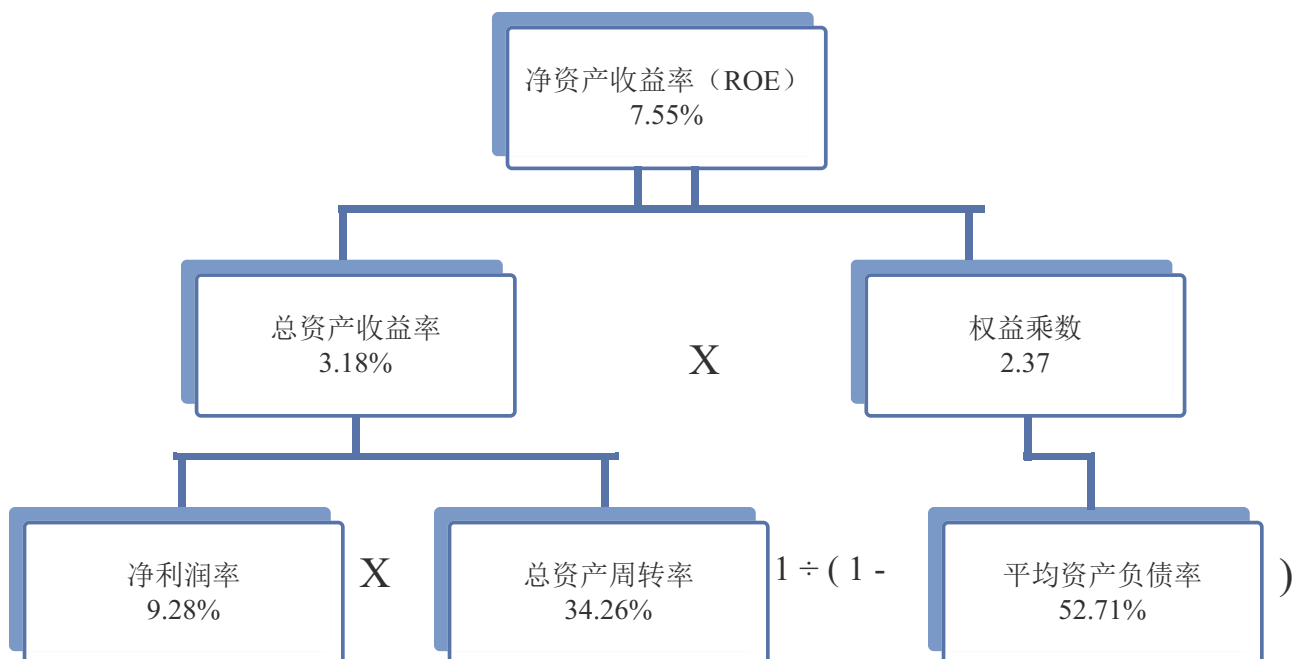 净资产收益率（ROE）
7.55%
总资产收益率
3.18%
X
权益乘数
2.37
净利润率
9.28%
X
总资产周转率
34.26%
1 ÷ ( 1 -
平均资产负债率
52.71%
)